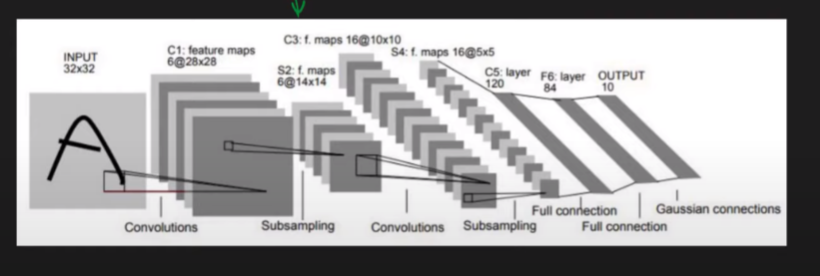 INPUT
32x32
C1: feature maps
6@28x28
S2: f. maps
6@14x14
C3: f. maps 16@10x10
S4: f. maps 16@5x5
C5: layer
120
F6: layer
84
OUTPUT
10
Convolutions
Subsampling
Convolutions
Subsampling
Full connection
Full connection
Gaussian connections